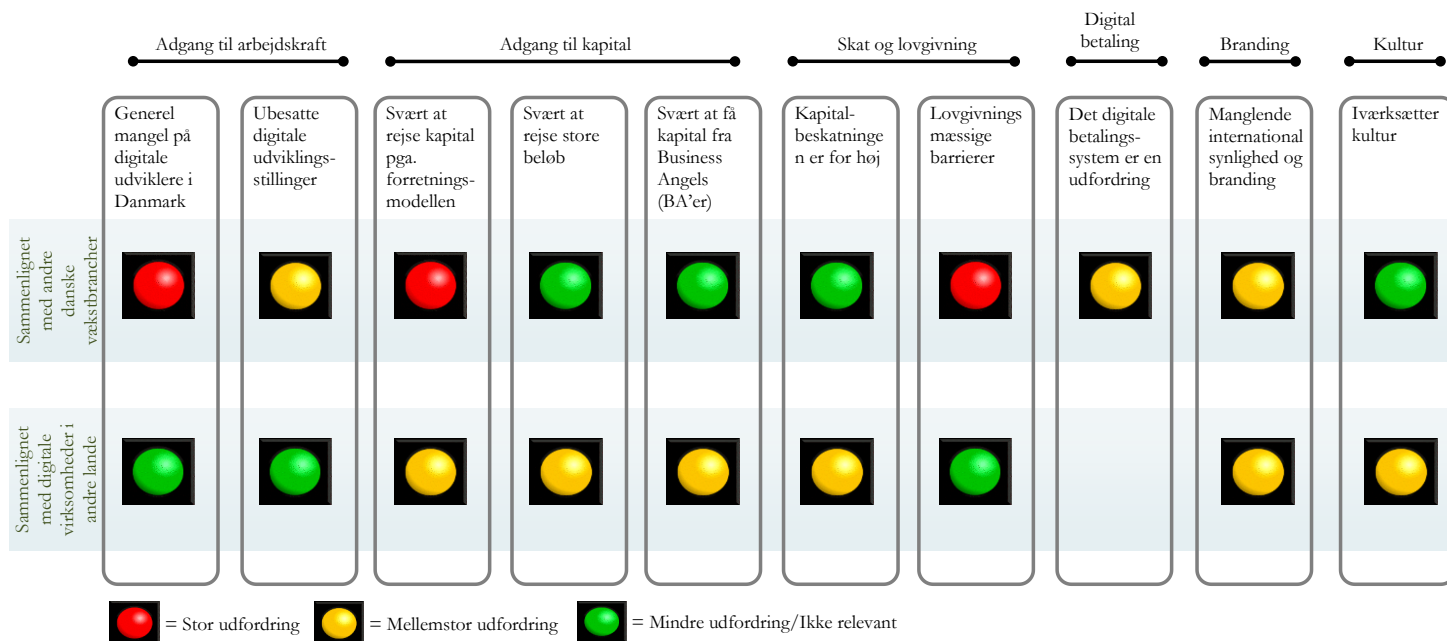 Adgang til arbejdskraft
Adgang til kapital
Skat og lovgivning
Digital
betaling
Branding
Kultur
Generel
mangel på
digitale
udviklere i
Danmark
Ubesatte
digitale
udviklings-
stillinger
Svært at
rejse kapital
pga.
forretnings-
modellen
Svært at
rejse store
beløb
Svært at få
kapital fra
Business
Angels
(BA'er)
Kapital-
beskatninge
n er for høj
Lovgivnings
mæssige
barrierer
Det digitale
betalings-
system er en
udfordring
Manglende
international
synlighed og
branding
Iværksætter
kultur
Sammenlignet
med andre
danske
vækstbrancher
Sammenlignet
med digitale
virksomheder i
andre lande
= Stor udfordring
= Mellemstor udfordring
= Mindre udfordring/Ikke relevant